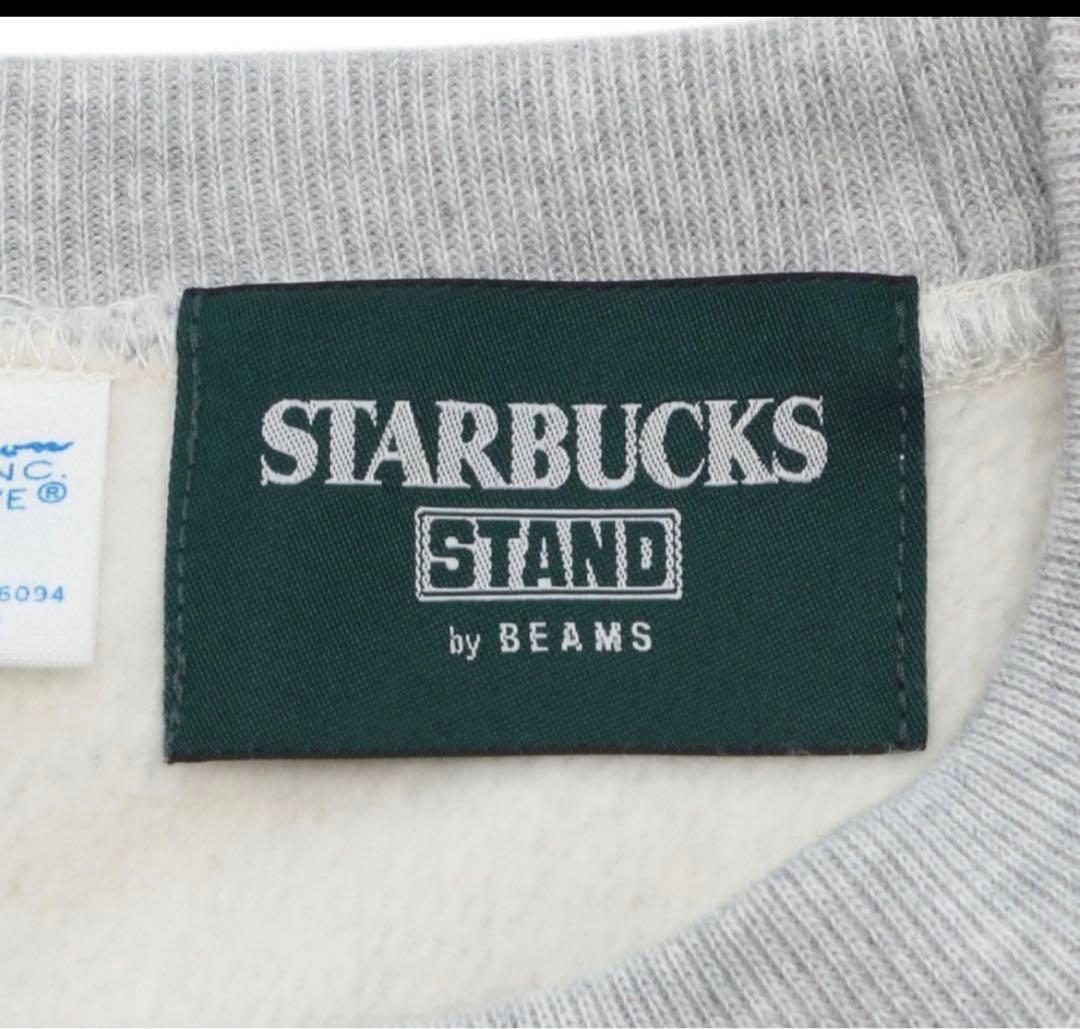 STARBUCKS
STAND
by BEAMS
NC.
E®
6094